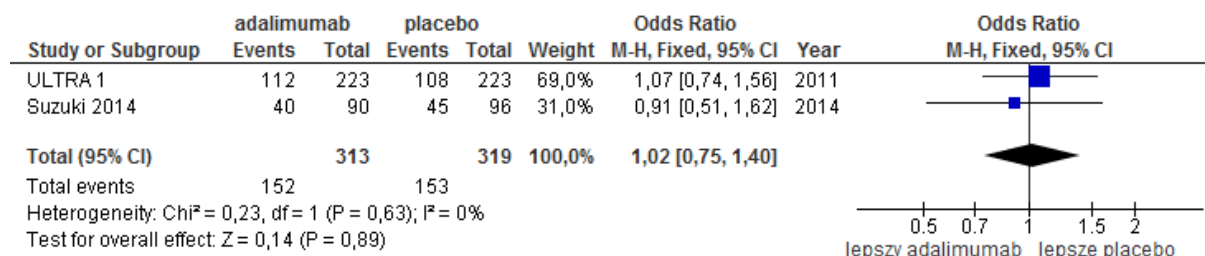 adalimumab placebo Odds Ratio Odds Ratio
Study or Subgroup Events Total Events Total Weight M-H, Fixed, 95% CI Year M-H, Fixed, 95% CI
ULTRA 1 112 223 108 223 69,0% 1,07 [0,74, 1,56] 2011
Suzuki 2014 40 90 45 96 31,0% 0,91 [0,51, 1,62] 2014
Total (95% CI) 313 319 100,0% 1,02 [0,75, 1,40]
Total events 152 153
Heterogeneity: Chi² = 0,23, df = 1 (P = 0,63); I² = 0%
Test for overall effect: Z = 0,14 (P = 0,89)
0.5 0.7 1 1.5 2
lepszy adalimumab lepsze placebo